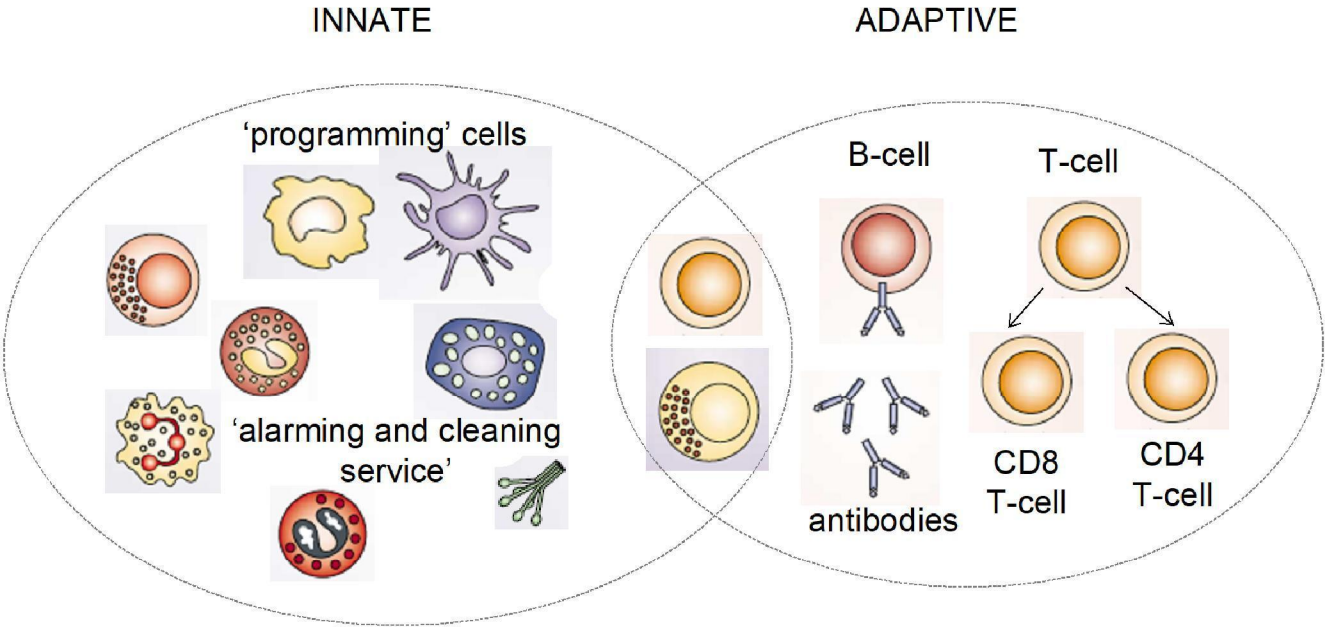 INNATE
ADAPTIVE
‘programming’ cells
B-cell
T-cell
‘alarming and cleaning
service’
antibodies
CD8
T-cell
CD4
T-cell